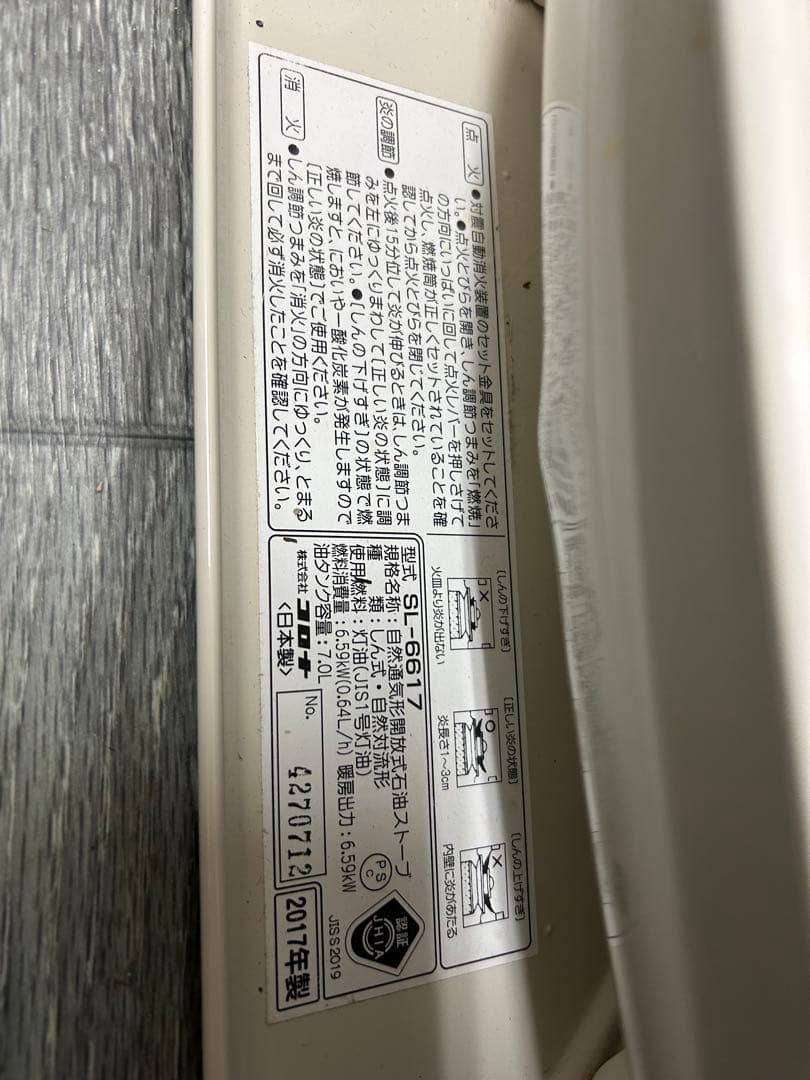 点火
●対震自動消火装置のセット金具をセットしてくださ
い。●点火とびらを開き、しん調節つまみを「燃焼」
の方向にいっぱいに回して点火レバーを押しさげて
点火し、燃焼筒が正しくセットされていることを確
認してから点火とびらを閉じてください。
炎の調節
●点火後15分位して炎が伸びるときは、しん調節つま
みを左にゆっくりまわして〔正しい炎の状態〕に調
節してください。●〔しんの下げすぎ〕の状態で燃
焼しますと、においや一酸化炭素が発生しますので
〔正しい炎の状態〕でご使用ください。
消火
●しん調節つまみを「消火」の方向にゆっくり、とまる
まで回して必ず消火したことを確認してください。
〔しんの下げすぎ〕
×
火皿より炎が出ない
〔正しい炎の状態〕
○
炎長さ1〜3cm
〔しんの上げすぎ〕
×
内壁に炎があたる
型式 SL-6617
規格名称:自然通気形開放式石油ストーブ
種類:しん式・自然対流形
使用燃料:灯油(JIS1号灯油)
燃料消費量:6.59kW(0.64L/h) 暖房出力:6.59kW
油タンク容量:7.0L
PSC
認証
JHIA
JIS S2019
株式会社コロナ
〈日本製〉
No. 4270712
2017年製